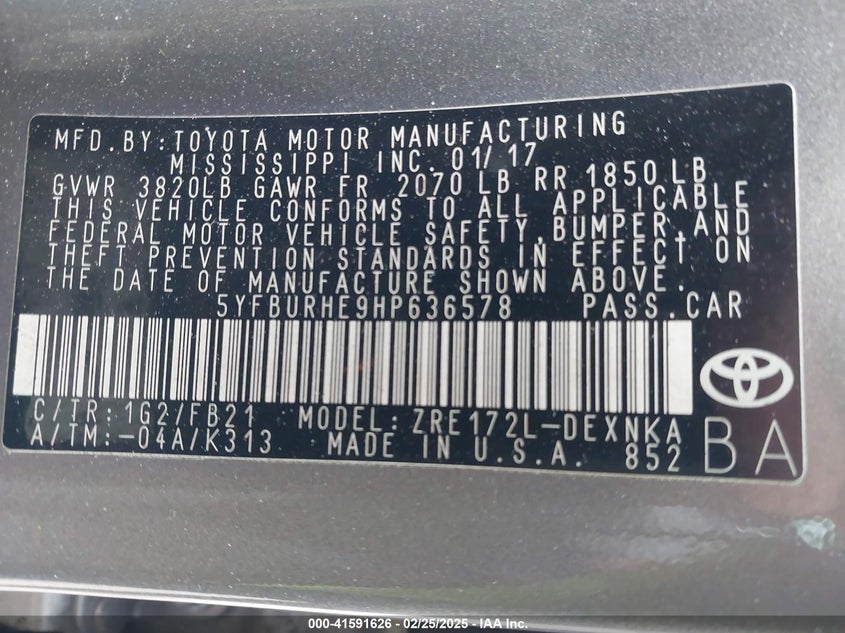 MFD. BY: TOYOTA MOTOR MANUFACTURING
MISSISSIPPI INC. 01/17
GVWR 3820LB GAWR FR 2070 LB RR 1850 LB
THIS VEHICLE CONFORMS TO ALL APPLICABLE
FEDERAL MOTOR VEHICLE SAFETY, BUMPER, AND
THEFT PREVENTION STANDARDS IN EFFECT ON
THE DATE OF MANUFACTURE SHOWN ABOVE.
5YFBURHE9HP636578 PASS. CAR
C/TR: 1G2/FB21 MODEL: ZRE172L-DEXNKA
A/TM: -04A/K313 MADE IN U.S.A. 852
BA
000-41591626 - 02/25/2025 - IAA Inc.